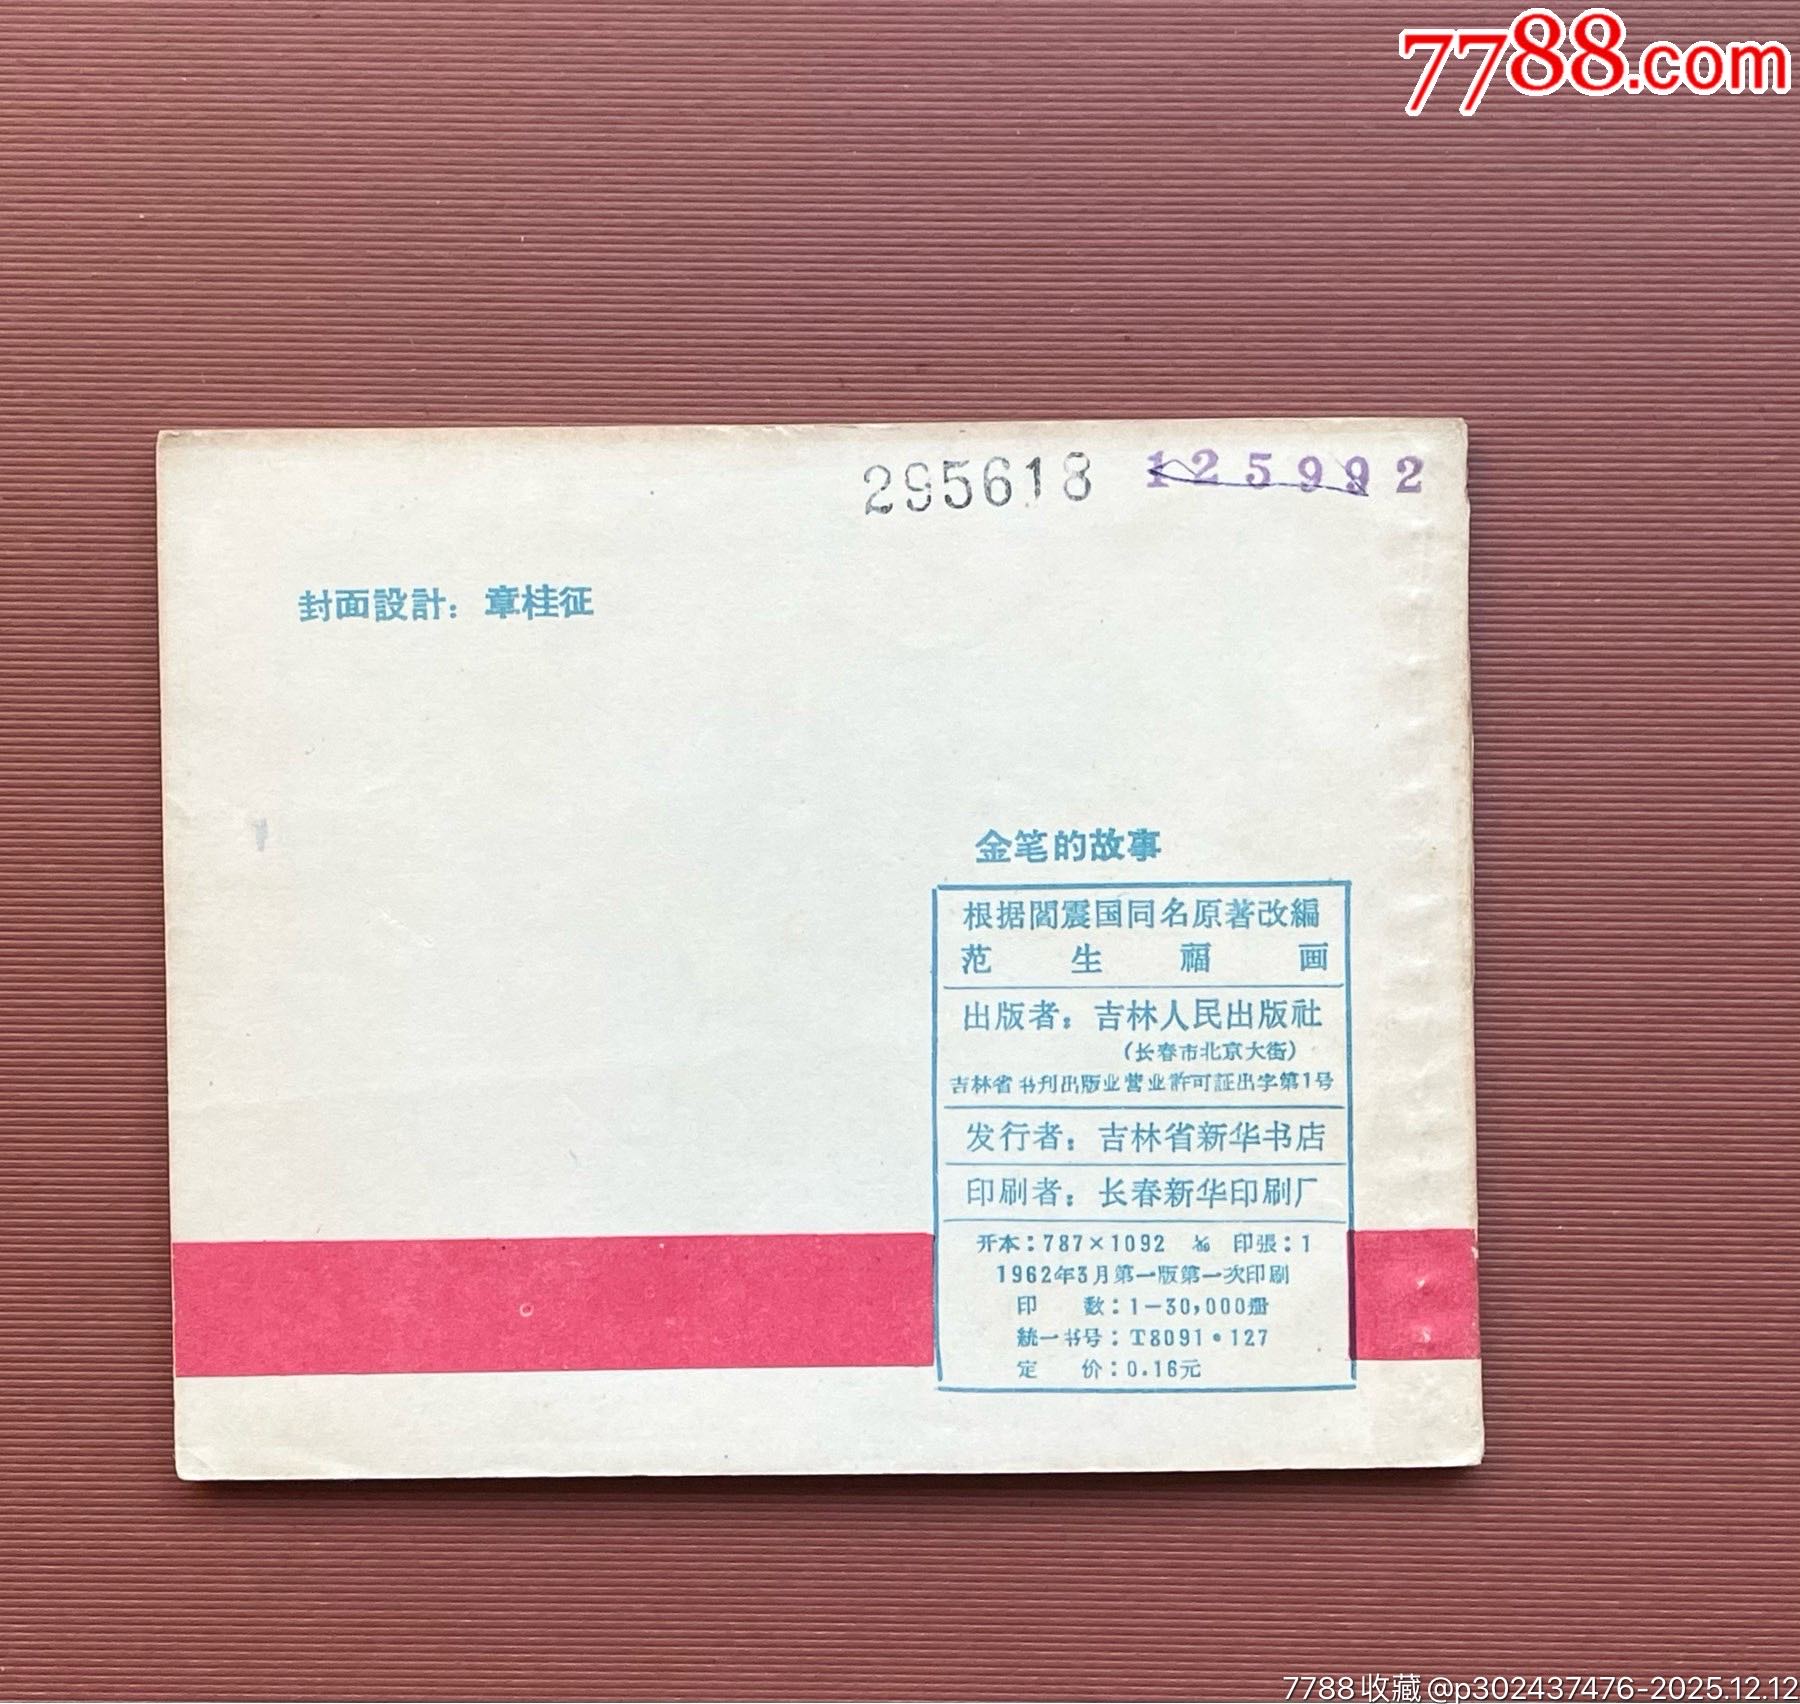 7788.com
295618 125992
封面設計：章桂征
金笔的故事
根据閻震国同名原著改編
范生福画
出版者：吉林人民出版社
（长春市北京大街）
吉林省书刊出版业营业許可証出字第1号
发行者：吉林省新华书店
印刷者：长春新华印刷厂
开本：787×1092 印張：1
1962年3月第一版第一次印刷
印数：1—30,000册
統一书号：T8091·127
定价：0.16元
7788收藏@p302437476-2025.12.12